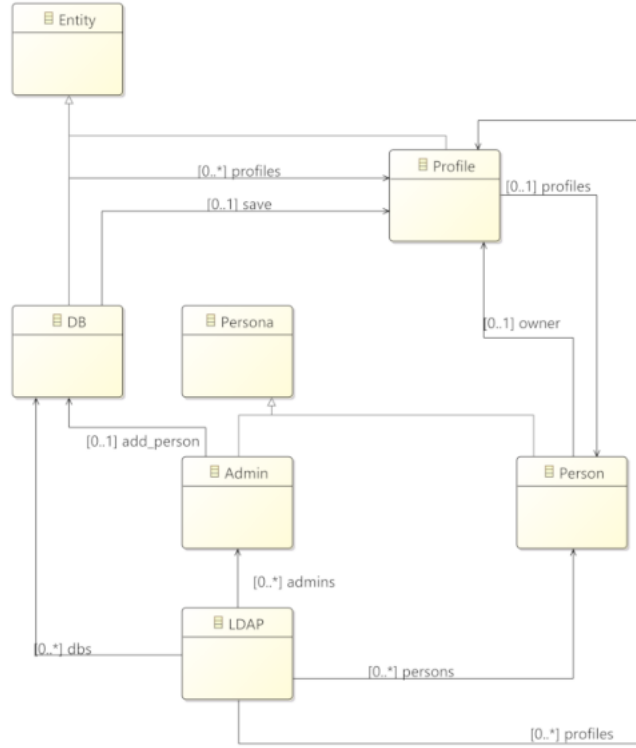 Entity
Profile
[0..*] profiles
[0..1] profiles
[0..1] save
DB
Persona
[0..1] owner
[0..1] add_person
Admin
Person
[0..*] admins
LDAP
[0..*] dbs
[0..*] persons
[0..*] profiles